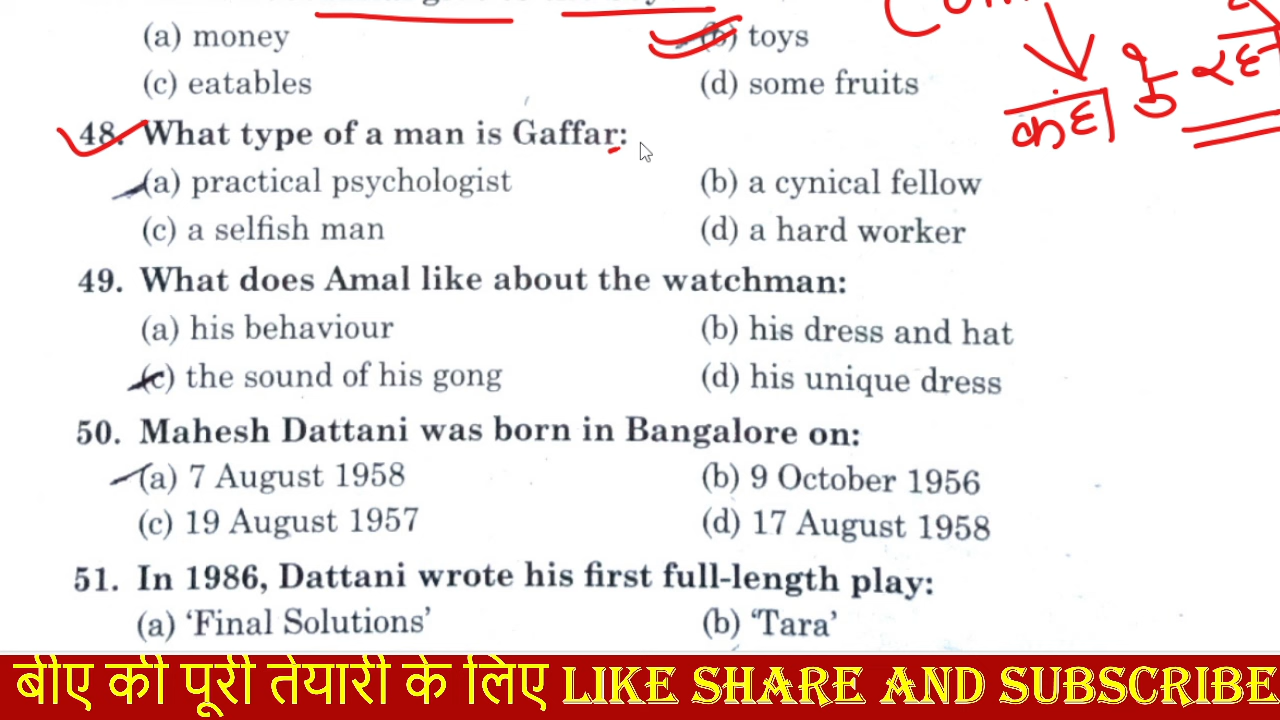 (a) money (b) toys
(c) eatables (d) some fruits
कहा
48. What type of a man is Gaffar:
(a) practical psychologist (b) a cynical fellow
(c) a selfish man (d) a hard worker
49. What does Amal like about the watchman:
(a) his behaviour (b) his dress and hat
(c) the sound of his gong (d) his unique dress
50. Mahesh Dattani was born in Bangalore on:
(a) 7 August 1958 (b) 9 October 1956
(c) 19 August 1957 (d) 17 August 1958
51. In 1986, Dattani wrote his first full-length play:
(a) ‘Final Solutions’ (b) ‘Tara’
बीए की पूरी तेयारी के लिए LIKE SHARE AND SUBSCRIBE